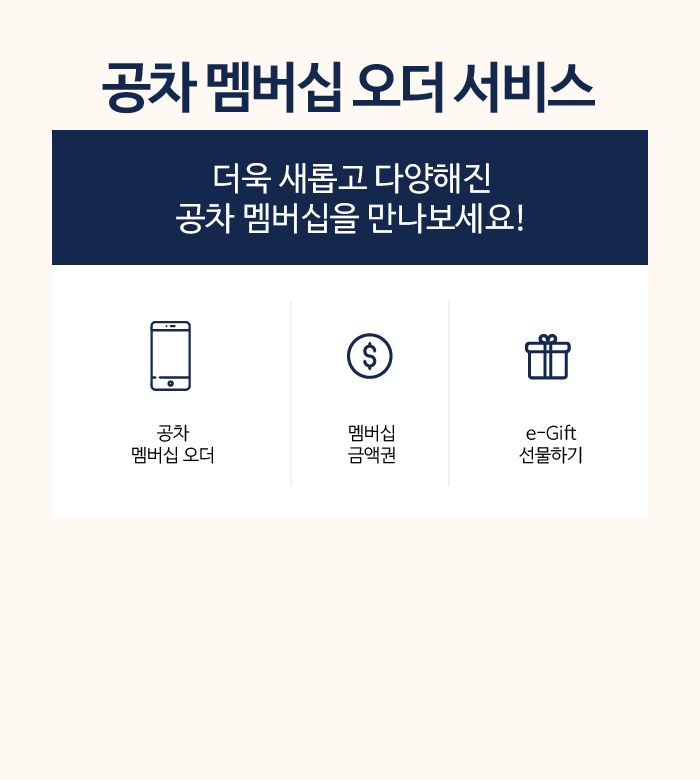 공차 멤버십 오더 서비스
더욱 새롭고 다양해진
공차 멤버십을 만나보세요!
공차
멤버십 오더
멤버십
금액권
e-Gift
선물하기